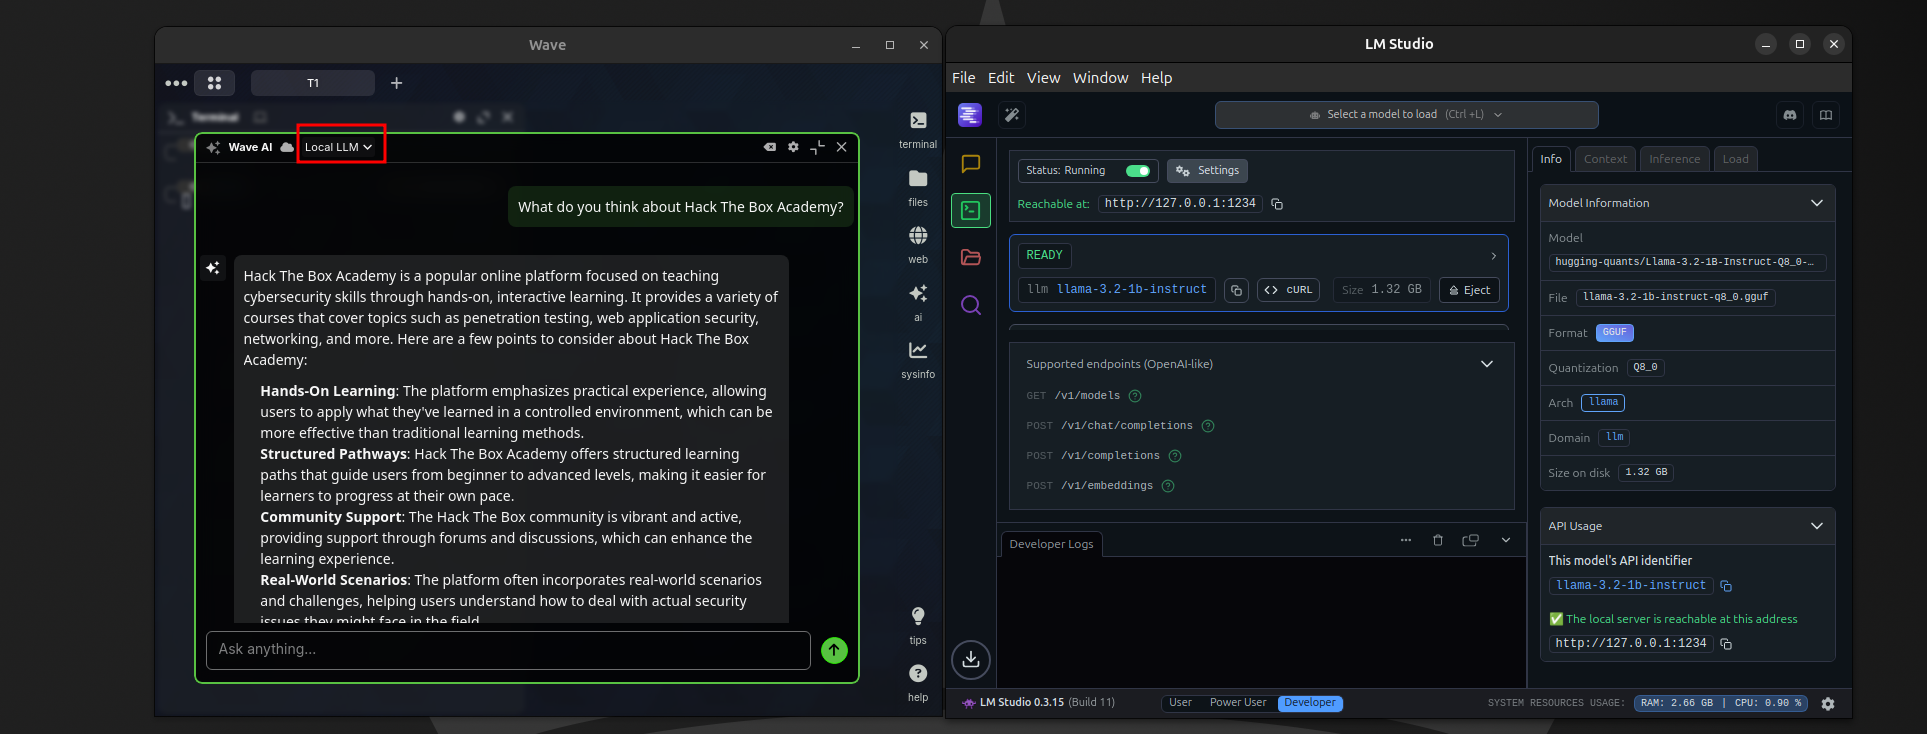 Wave
T1
Terminal
Wave AI
Local LLM
What do you think about Hack The Box Academy?
Hack The Box Academy is a popular online platform focused on teaching
cybersecurity skills through hands-on, interactive learning. It provides a variety of
courses that cover topics such as penetration testing, web application security,
networking, and more. Here are a few points to consider about Hack The Box
Academy:
Hands-On Learning: The platform emphasizes practical experience, allowing
users to apply what they've learned in a controlled environment, which can be
more effective than traditional learning methods.
Structured Pathways: Hack The Box Academy offers structured learning
paths that guide users from beginner to advanced levels, making it easier for
learners to progress at their own pace.
Community Support: The Hack The Box community is vibrant and active,
providing support through forums and discussions, which can enhance the
learning experience.
Real-World Scenarios: The platform often incorporates real-world scenarios
and challenges, helping users understand how to deal with actual security
issues they might face in the field.
Ask anything...
terminal
files
web
ai
sysinfo
tips
help
LM Studio
File Edit View Window Help
Select a model to load (Ctrl +L)
Status: Running
Settings
Reachable at: http://127.0.0.1:1234
READY
llm llama-3.2-1b-instruct
cURL
Size 1.32 GB
Eject
Supported endpoints (OpenAI-like)
GET /v1/models
POST /v1/chat/completions
POST /v1/completions
POST /v1/embeddings
Developer Logs
Info Context Inference Load
Model Information
Model
hugging-quants/Llama-3.2-1B-Instruct-Q8_0-…
File llama-3.2-1b-instruct-q8_0.gguf
Format GGUF
Quantization Q8_0
Arch llama
Domain llm
Size on disk 1.32 GB
API Usage
This model's API identifier
llama-3.2-1b-instruct
✅ The local server is reachable at this address
http://127.0.0.1:1234
LM Studio 0.3.15 (Build 11)
User Power User Developer
SYSTEM RESOURCES USAGE: RAM: 2.66 GB | CPU: 0.90 %